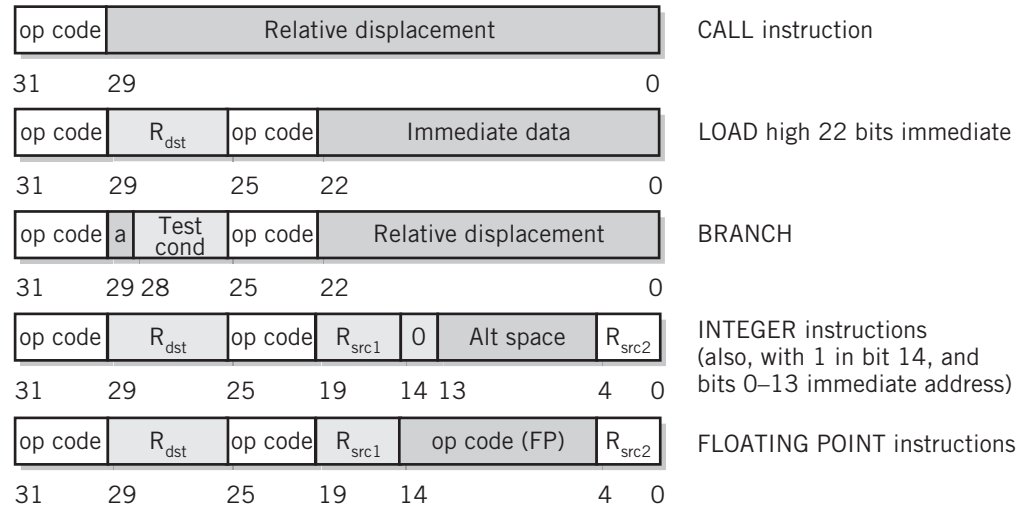 op code Relative displacement CALL instruction
31 29 0
op code Rdst op code Immediate data LOAD high 22 bits immediate
31 29 25 22 0
op code a Test cond op code Relative displacement BRANCH
31 29 28 25 22 0
op code Rdst op code Rsrc1 0 Alt space Rsrc2 INTEGER instructions
(also, with 1 in bit 14, and
bits 0–13 immediate address)
31 29 25 19 14 13 4 0
op code Rdst op code Rsrc1 op code (FP) Rsrc2 FLOATING POINT instructions
31 29 25 19 14 4 0